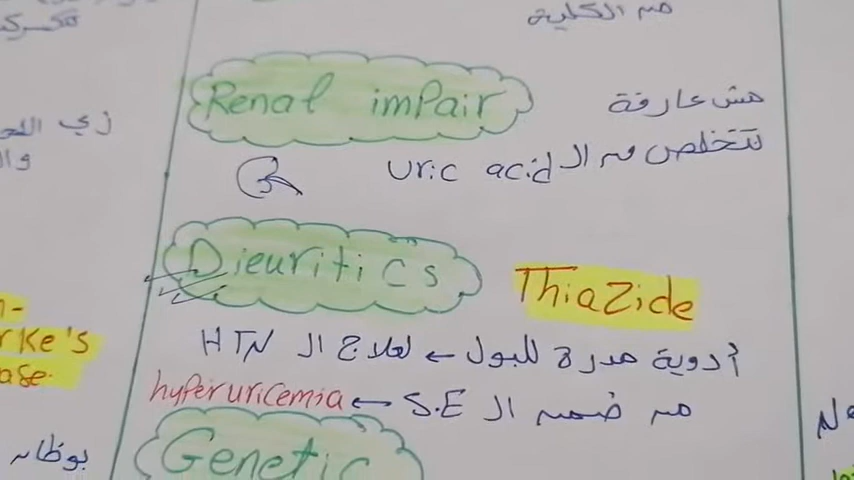 من الكلية
Renal imPair
مش عارفة
تتخلص من ال uric acid
Dieuritics
ThiaZide
أدوية مدرة للبول ← لعلاج ال HTN
من ضمن ال S.E ← hyperuricemia
Genetic
زي
rke's
ase.